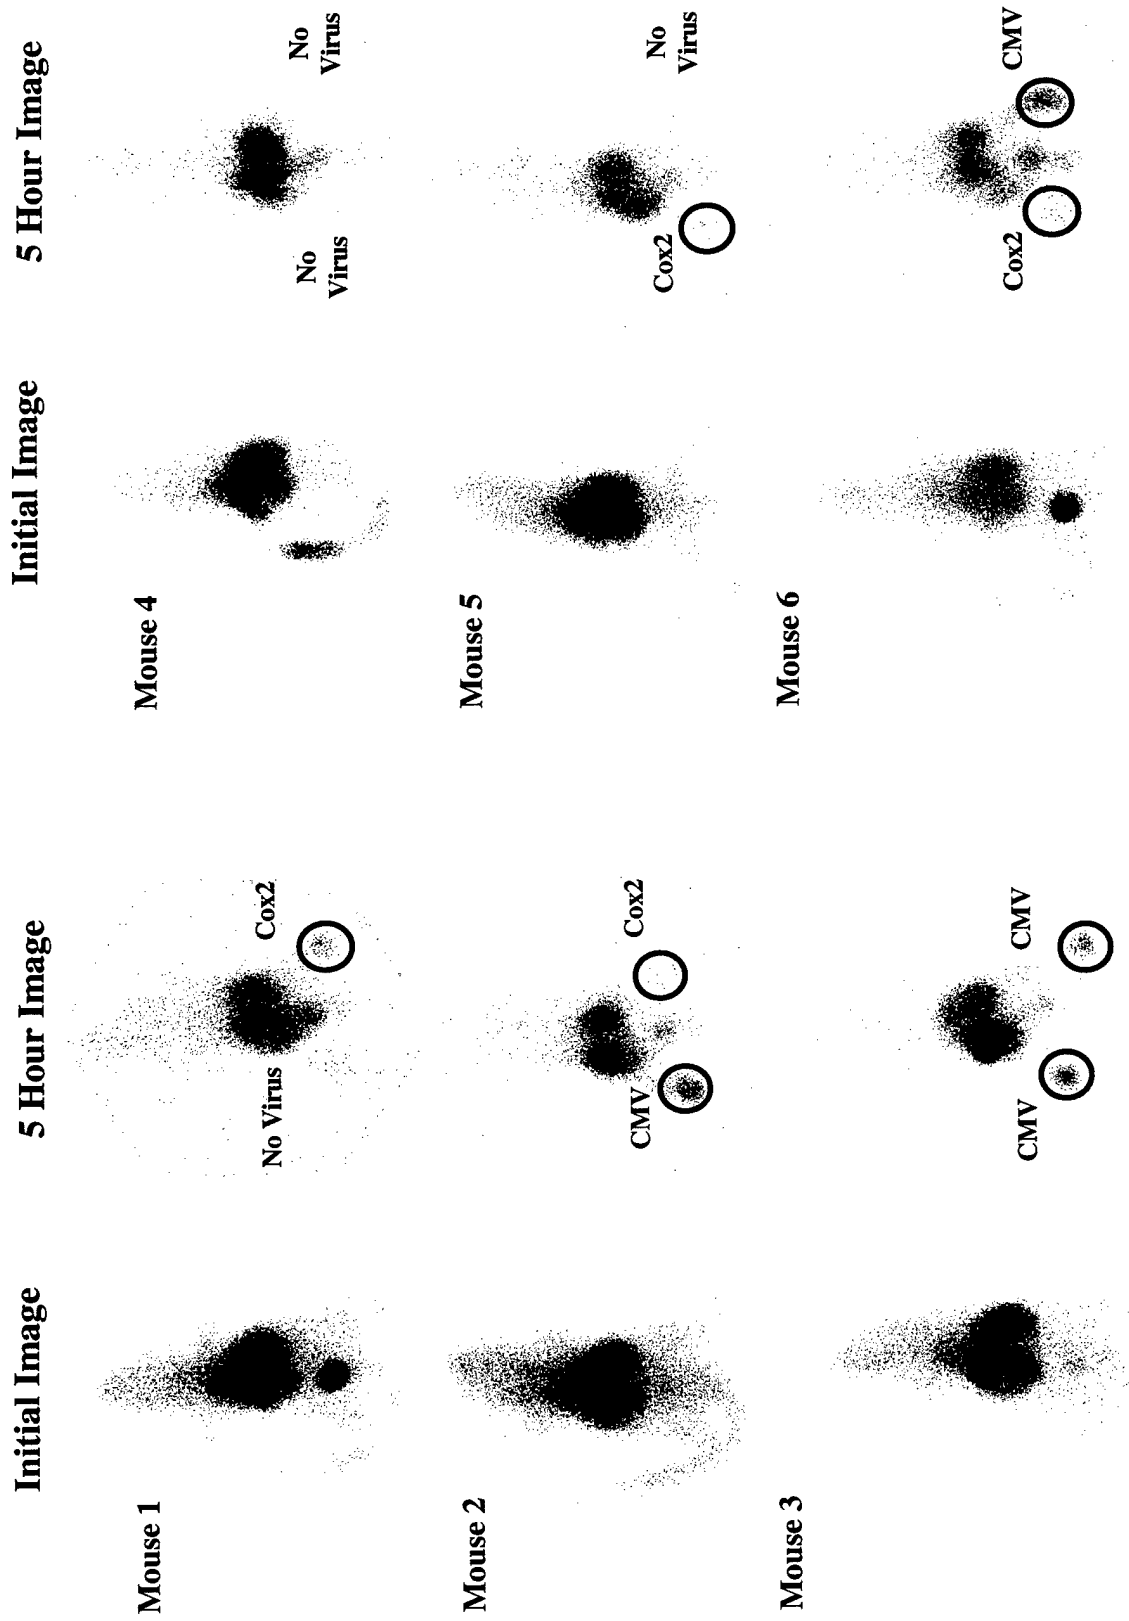 Initial Image
5 Hour Image
Initial Image
5 Hour Image
Mouse 1
No Virus
Cox2
Mouse 4
No
Virus
No
Virus
Mouse 2
CMV
Cox2
Mouse 5
Cox2
No
Virus
Mouse 3
CMV
CMV
Mouse 6
Cox2
CMV